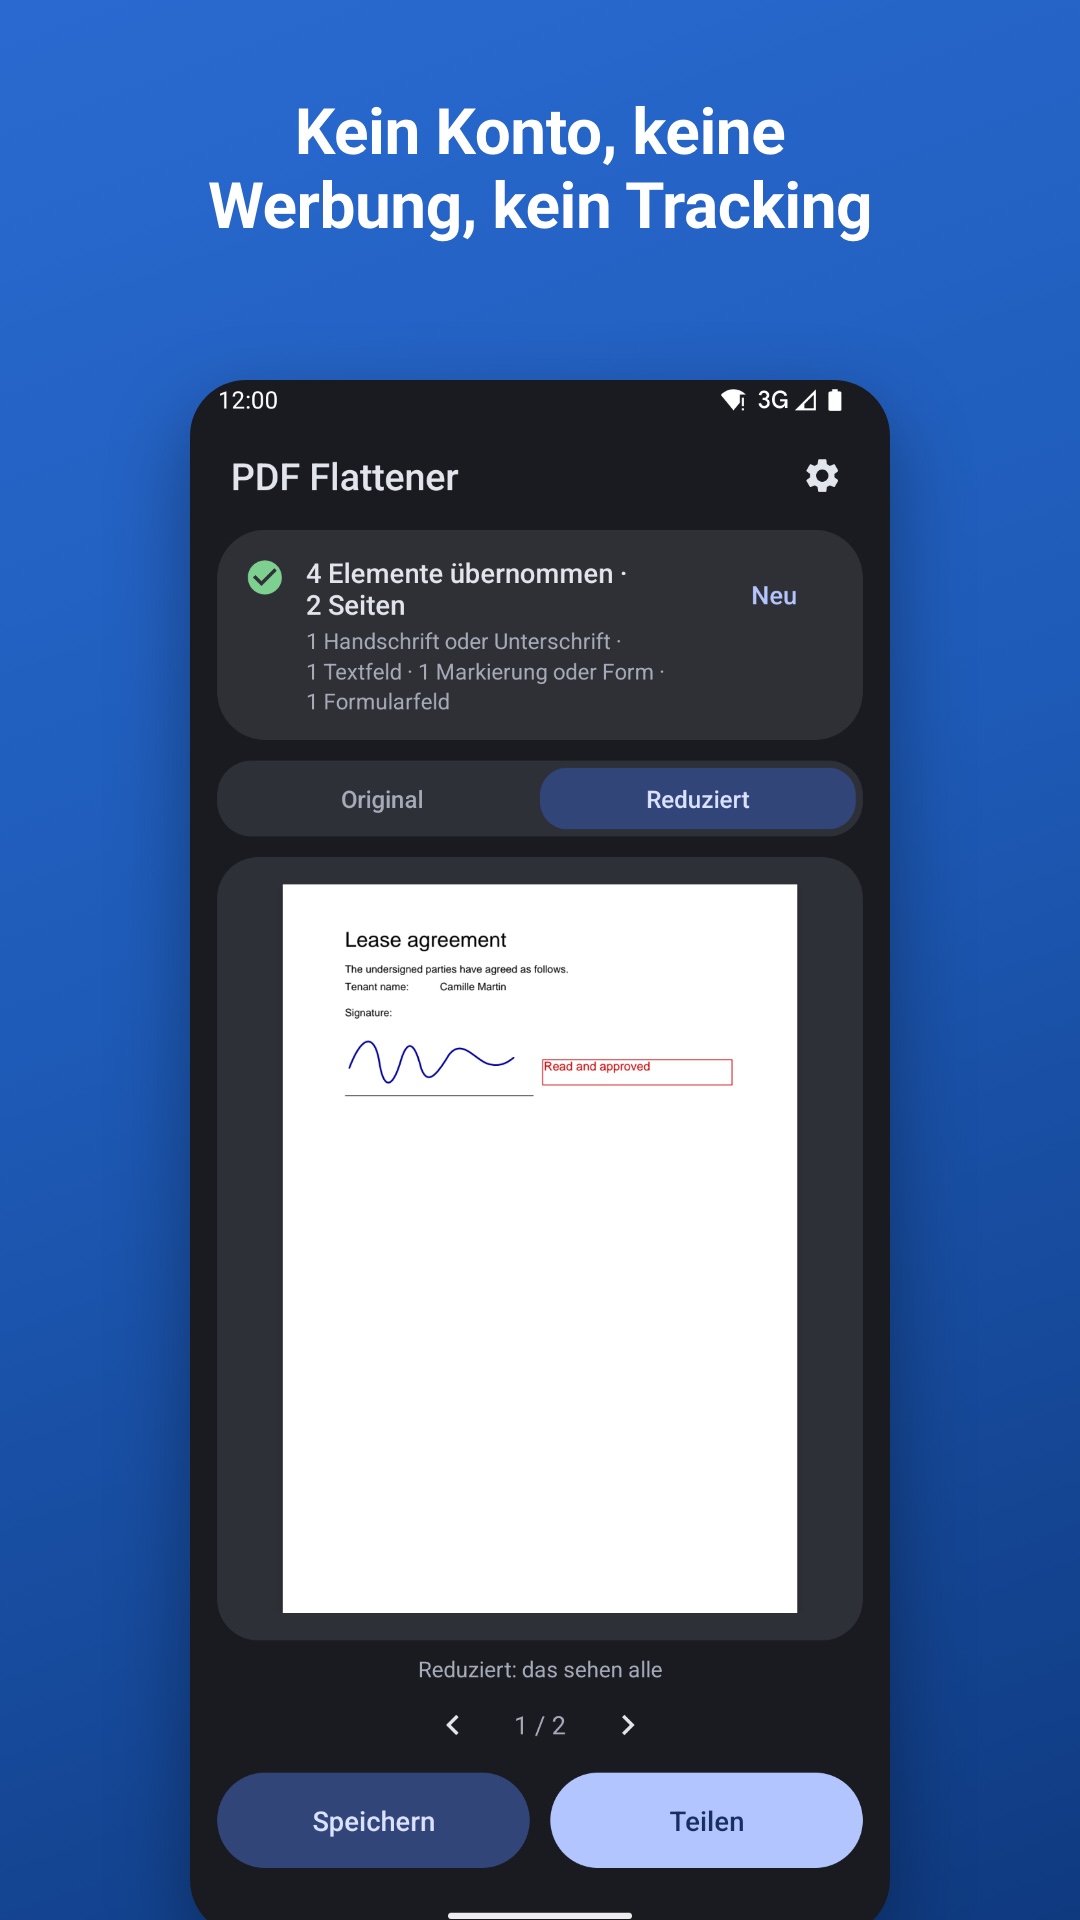 Kein Konto, keine
Werbung, kein Tracking
12:00
3G
PDF Flattener
4 Elemente übernommen ·
2 Seiten
Neu
1 Handschrift oder Unterschrift ·
1 Textfeld · 1 Markierung oder Form ·
1 Formularfeld
Original
Reduziert
Lease agreement
The undersigned parties have agreed as follows.
Tenant name: Camille Martin
Signature:
Read and approved
Reduziert: das sehen alle
1 / 2
Speichern
Teilen